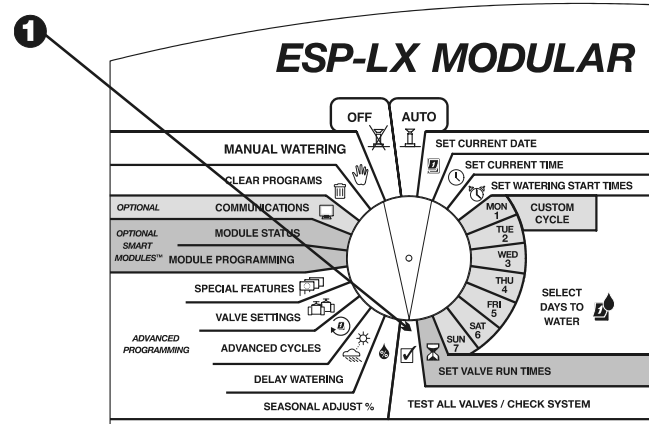 1
ESP-LX MODULAR
OFF
AUTO
MANUAL WATERING
SET CURRENT DATE
CLEAR PROGRAMS
SET CURRENT TIME
SET WATERING START TIMES
OPTIONAL
COMMUNICATIONS
MON
1
CUSTOM
CYCLE
OPTIONAL
SMART
MODULES™
MODULE STATUS
TUE
2
MODULE PROGRAMMING
WED
3
SPECIAL FEATURES
THU
4
SELECT
DAYS TO
WATER
VALVE SETTINGS
FRI
5
ADVANCED
PROGRAMMING
ADVANCED CYCLES
SAT
6
SUN
7
DELAY WATERING
SET VALVE RUN TIMES
SEASONAL ADJUST %
TEST ALL VALVES / CHECK SYSTEM